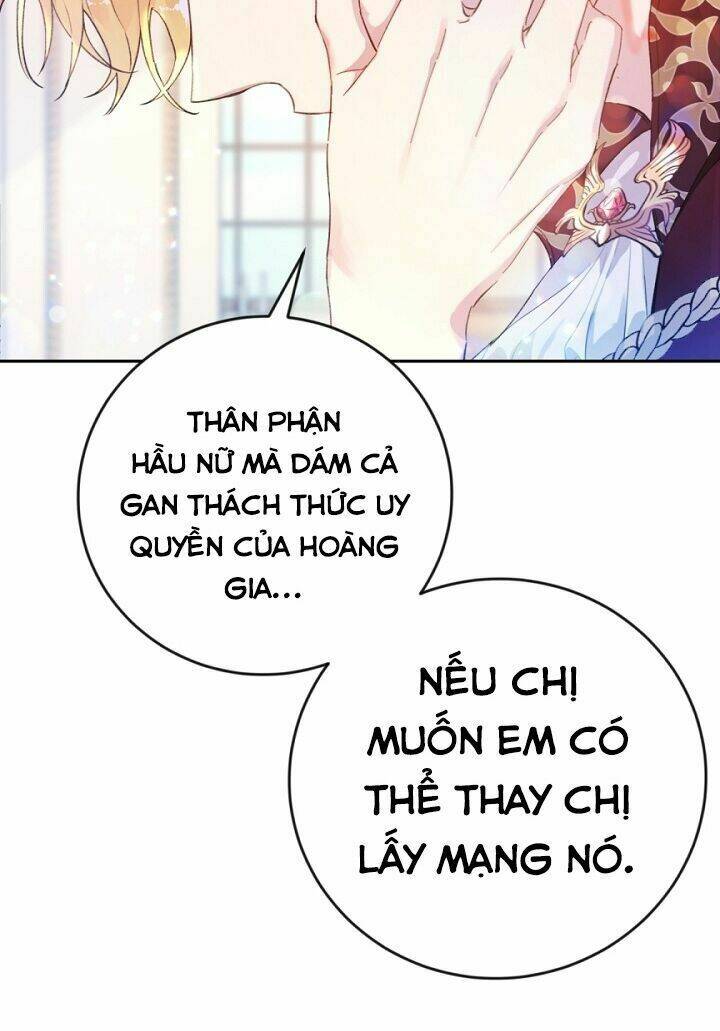 THÂN PHẬN
HẦU NỮ MÀ DÁM CẢ
GAN THÁCH THỨC UY
QUYỀN CỦA HOÀNG
GIA...
NẾU CHỊ
MUỐN EM CÓ
THỂ THAY CHỊ
LẤY MẠNG NÓ.